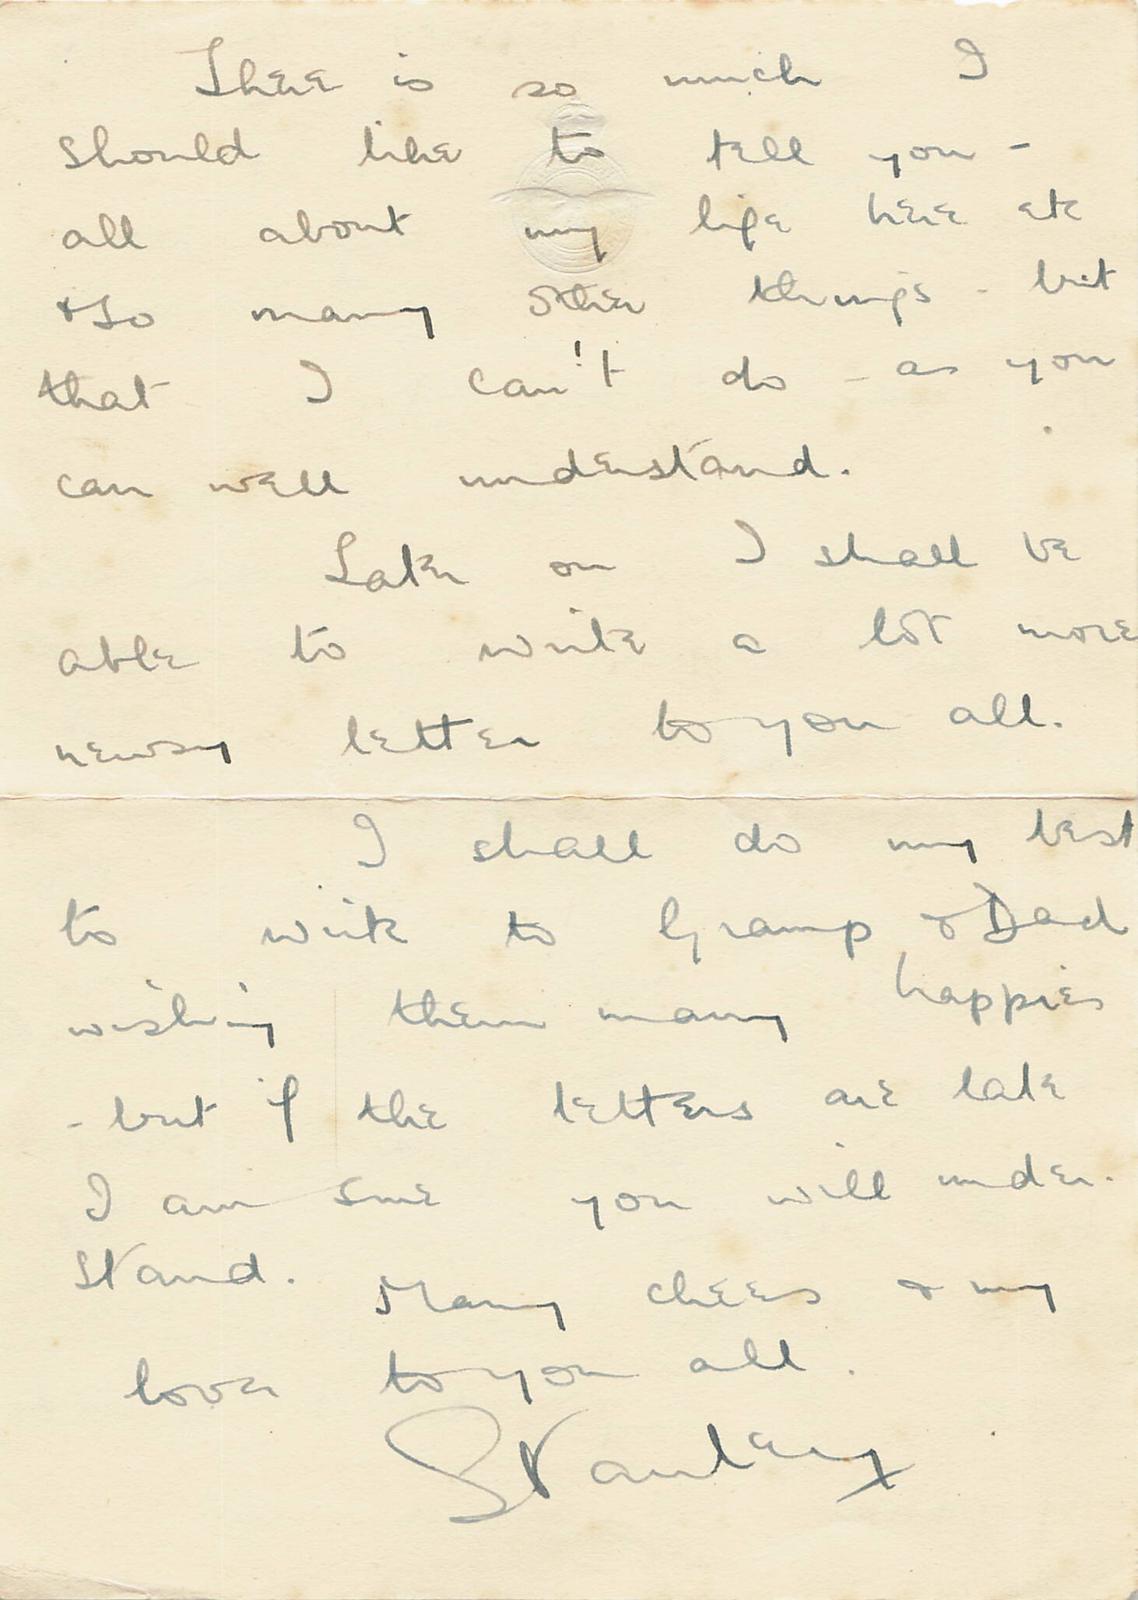 There is so much I
should like to tell you -
all about my life here etc
+ so many other things - but
that I can't do - as you
can well understand.
Later on I shall be
able to write a lot more
newsy letter to you all.
I shall do my best
to write to Gramp & Dad
wishing them many happies
- but if the letters are late
I am sure you will under-
stand. Many cheers & my
love to you all.
Stanley